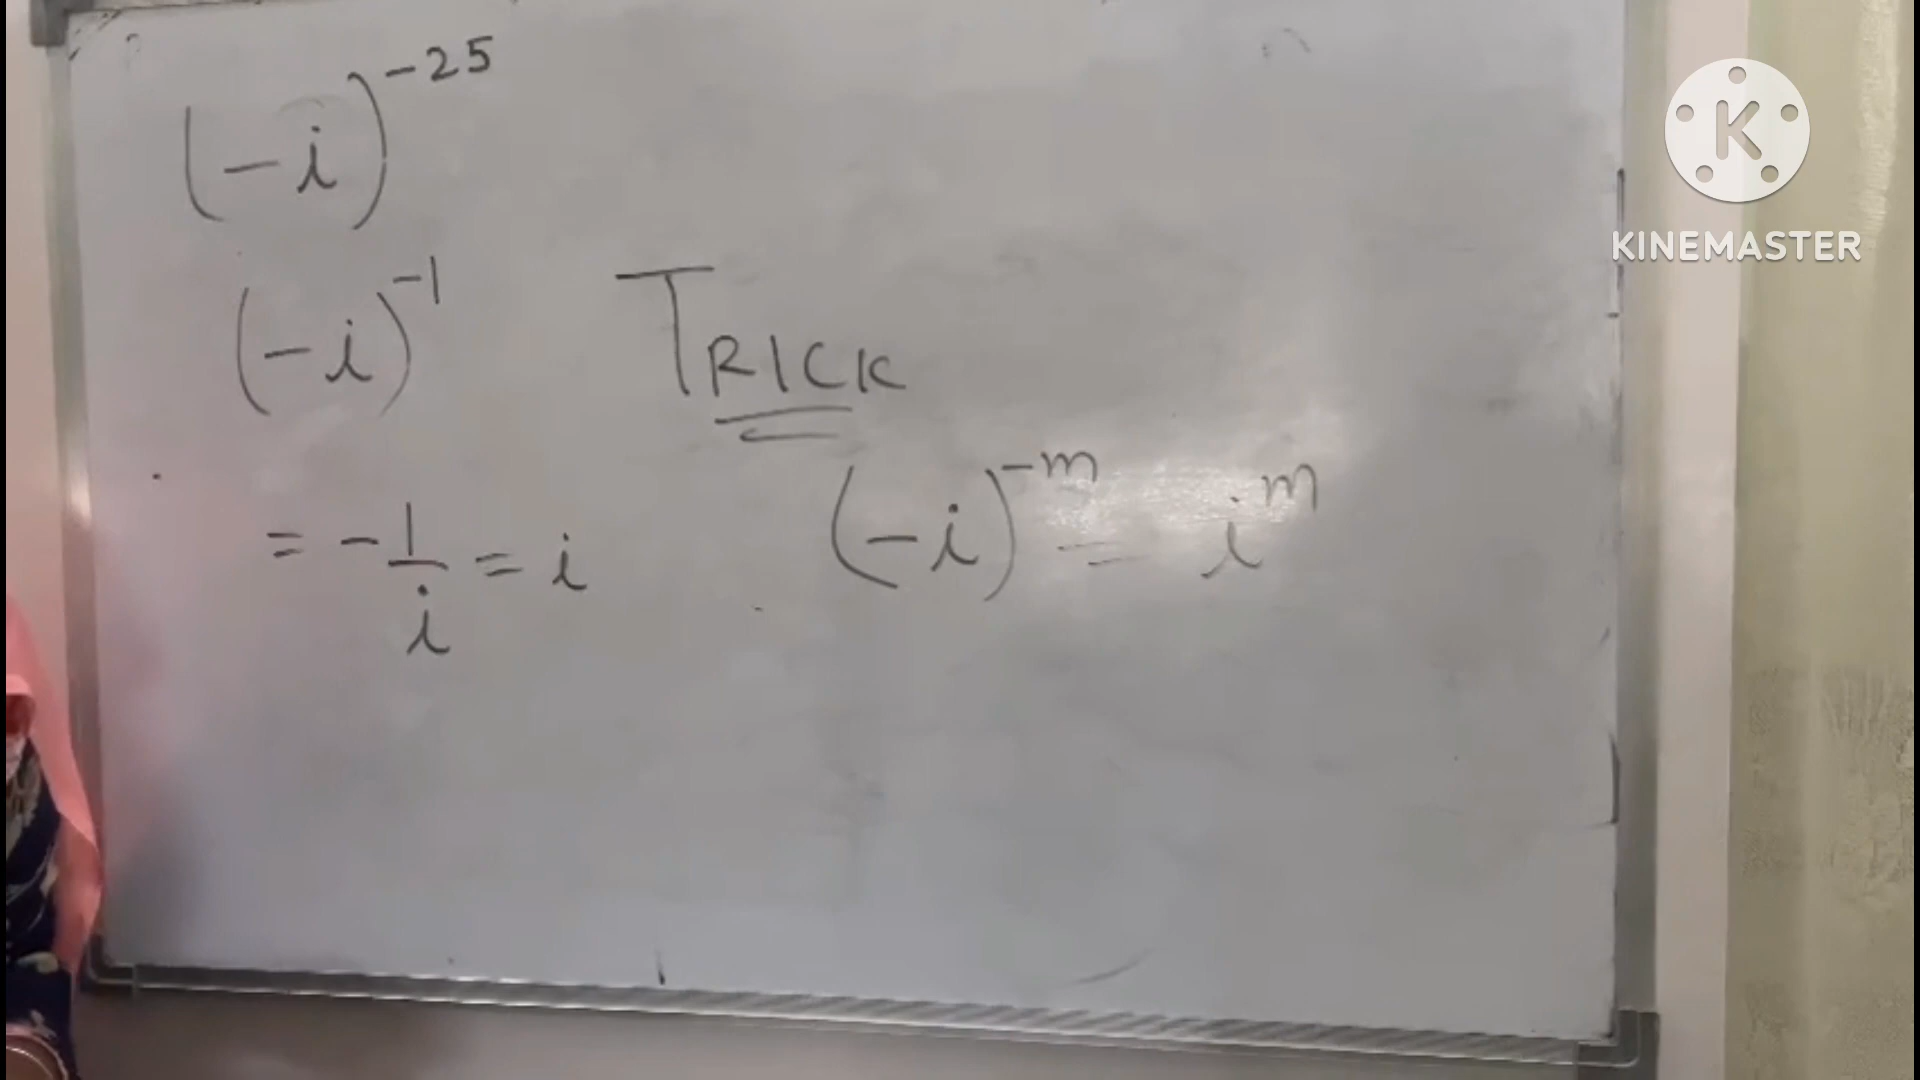 (-i)^-25
(-i)^-1
TRICK
= -1/i = i
(-i)^-m = i^m
K
KINEMASTER